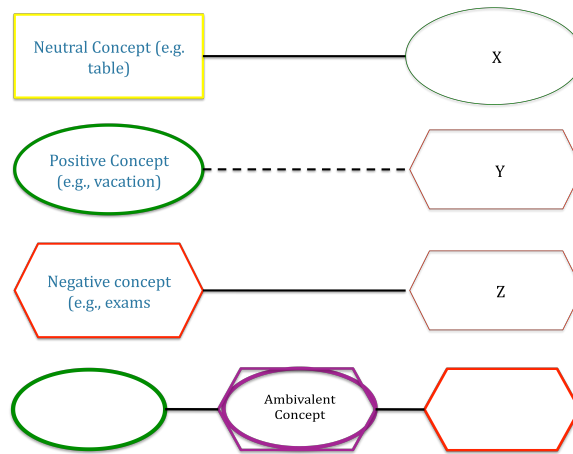 Neutral Concept (e.g.
table)
X
Positive Concept
(e.g., vacation)
Y
Negative concept
(e.g., exams
Z
Ambivalent
Concept